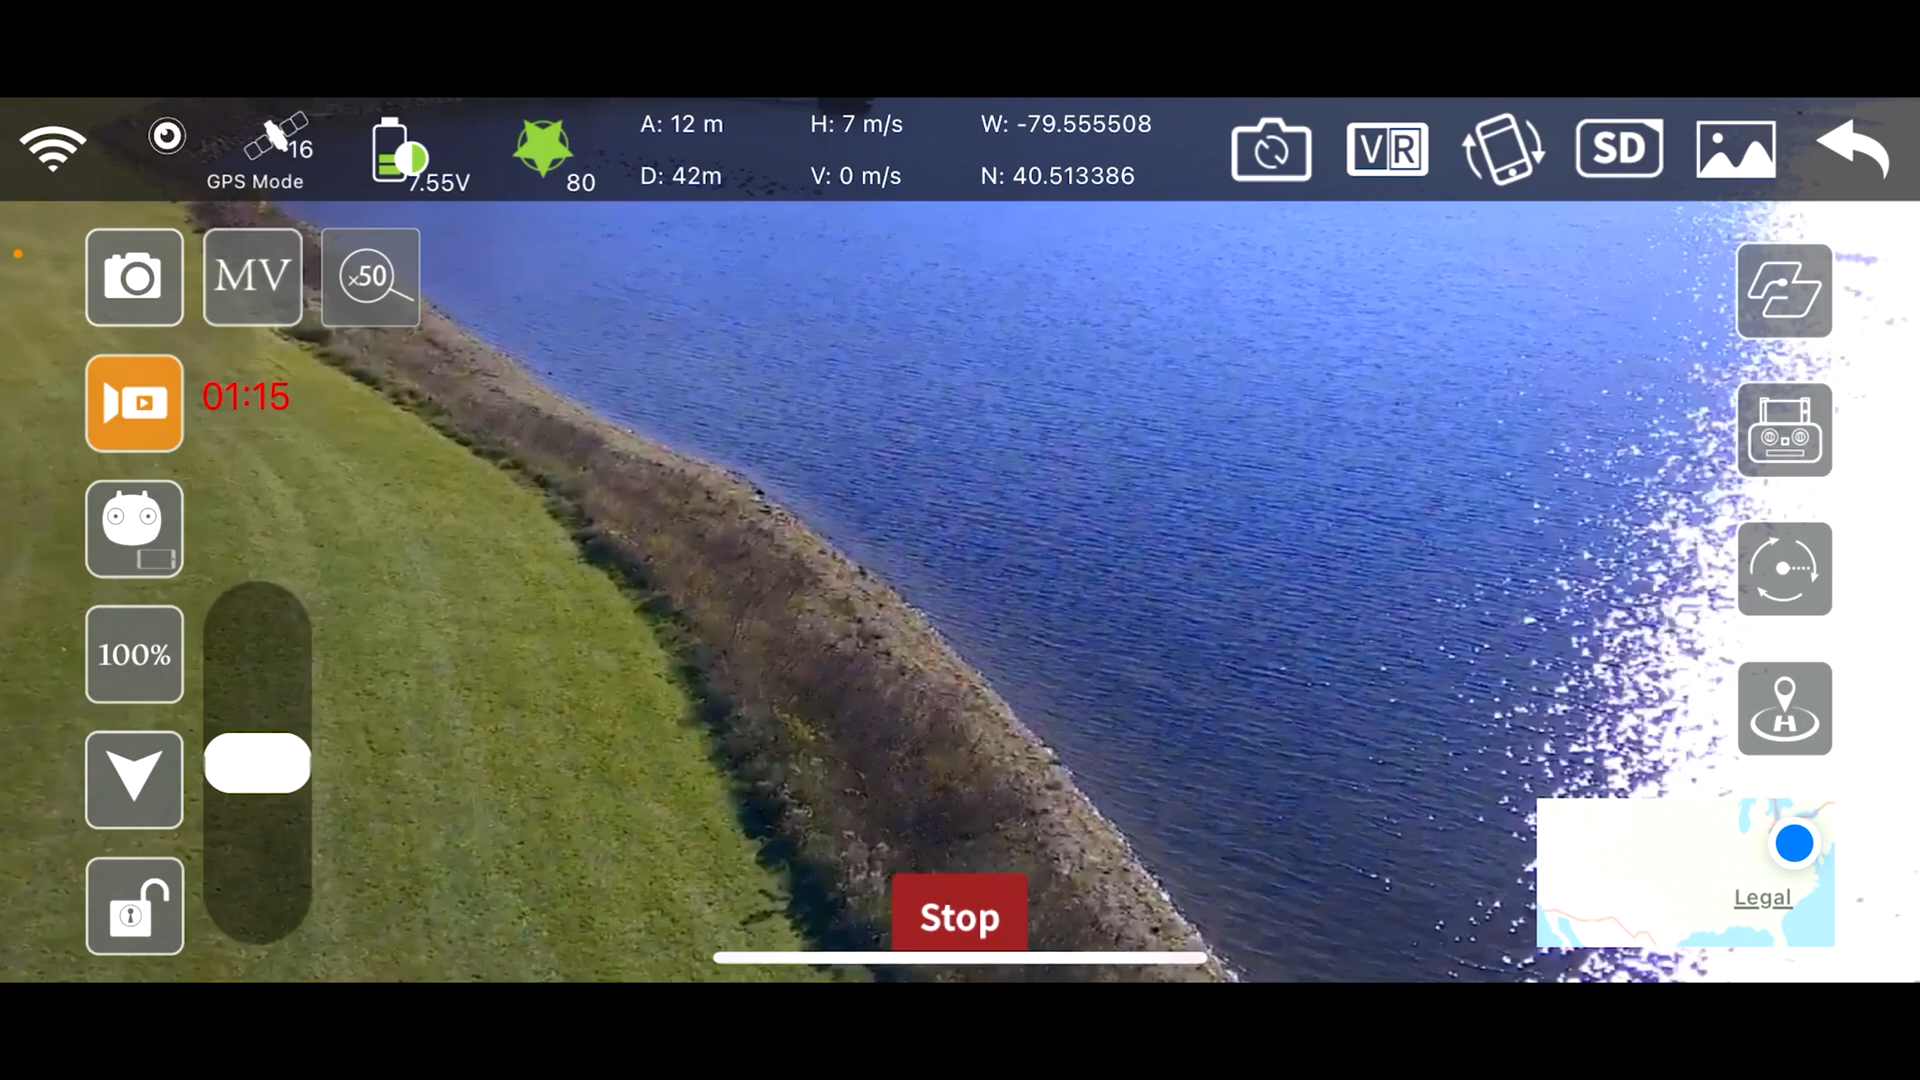 A: 12 m
H: 7 m/s
W: -79.555508
16
GPS Mode
7.55V
80
D: 42m
V: 0 m/s
N: 40.513386
VR
SD
MV
x50
01:15
100%
H
Legal
Stop